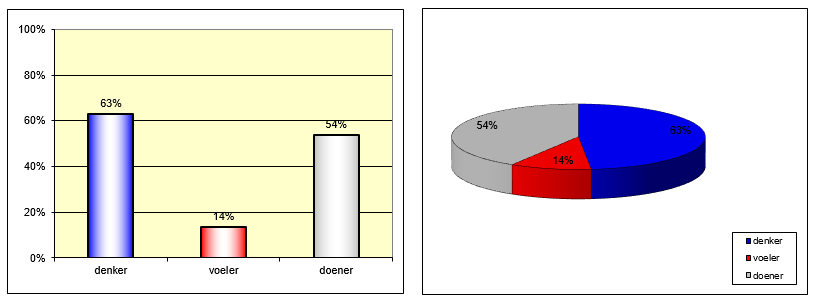 100%
80%
60%
40%
20%
0%
63%
14%
54%
denker
voeler
doener
54%
63%
14%
denker
voeler
doener